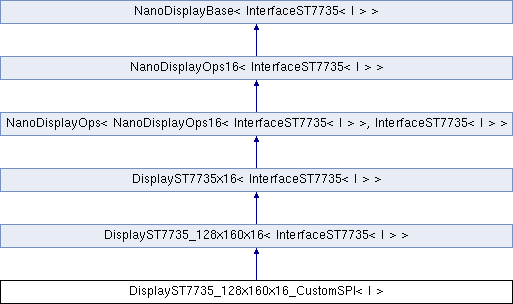 NanoDisplayBase< InterfaceST7735< I > >
NanoDisplayOps16< InterfaceST7735< I > >
NanoDisplayOps< NanoDisplayOps16< InterfaceST7735< I > >, InterfaceST7735< I > >
DisplayST7735x16< InterfaceST7735< I > >
DisplayST7735_128x160x16< InterfaceST7735< I > >
DisplayST7735_128x160x16_CustomSPI< I >